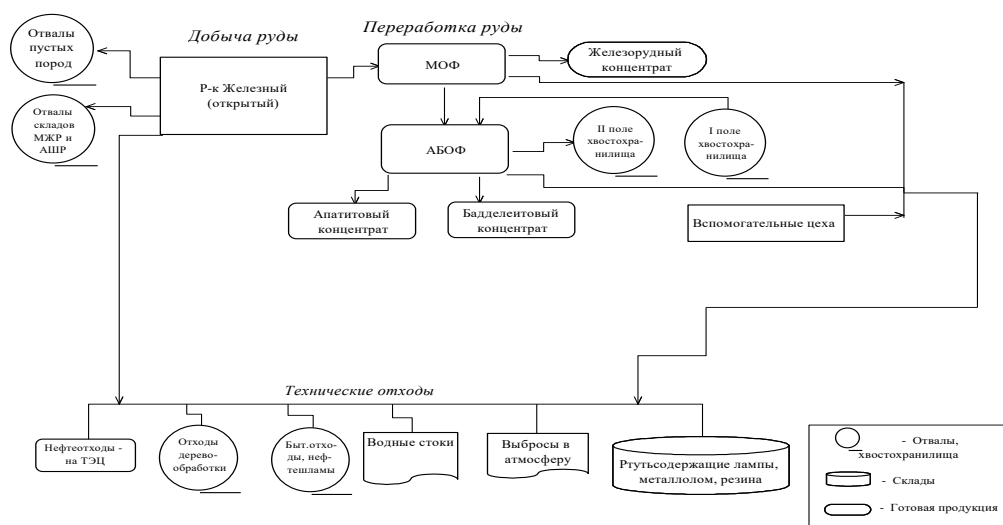 Добыча руды
Переработка руды
Отвалы
пустых
пород
Р-к Железный
(открытый)
МОФ
Железорудный
концентрат
Отвалы
складов
МЖР и
АШР
АБОФ
II поле
хвостохра-
нилища
I поле
хвостохра-
нилища
Апатитовый
концентрат
Бадделеитовый
концентрат
Вспомогательные цеха
Технические отходы
Нефтеотходы -
на ТЭЦ
Отходы
дерево-
обработки
Быт.отхо-
ды, неф-
тешламы
Водные стоки
Выбросы в
атмосферу
Ртутьсодержащие лампы,
металлолом, резина
- Отвалы,
хвостохранилища
- Склады
- Готовая продукция